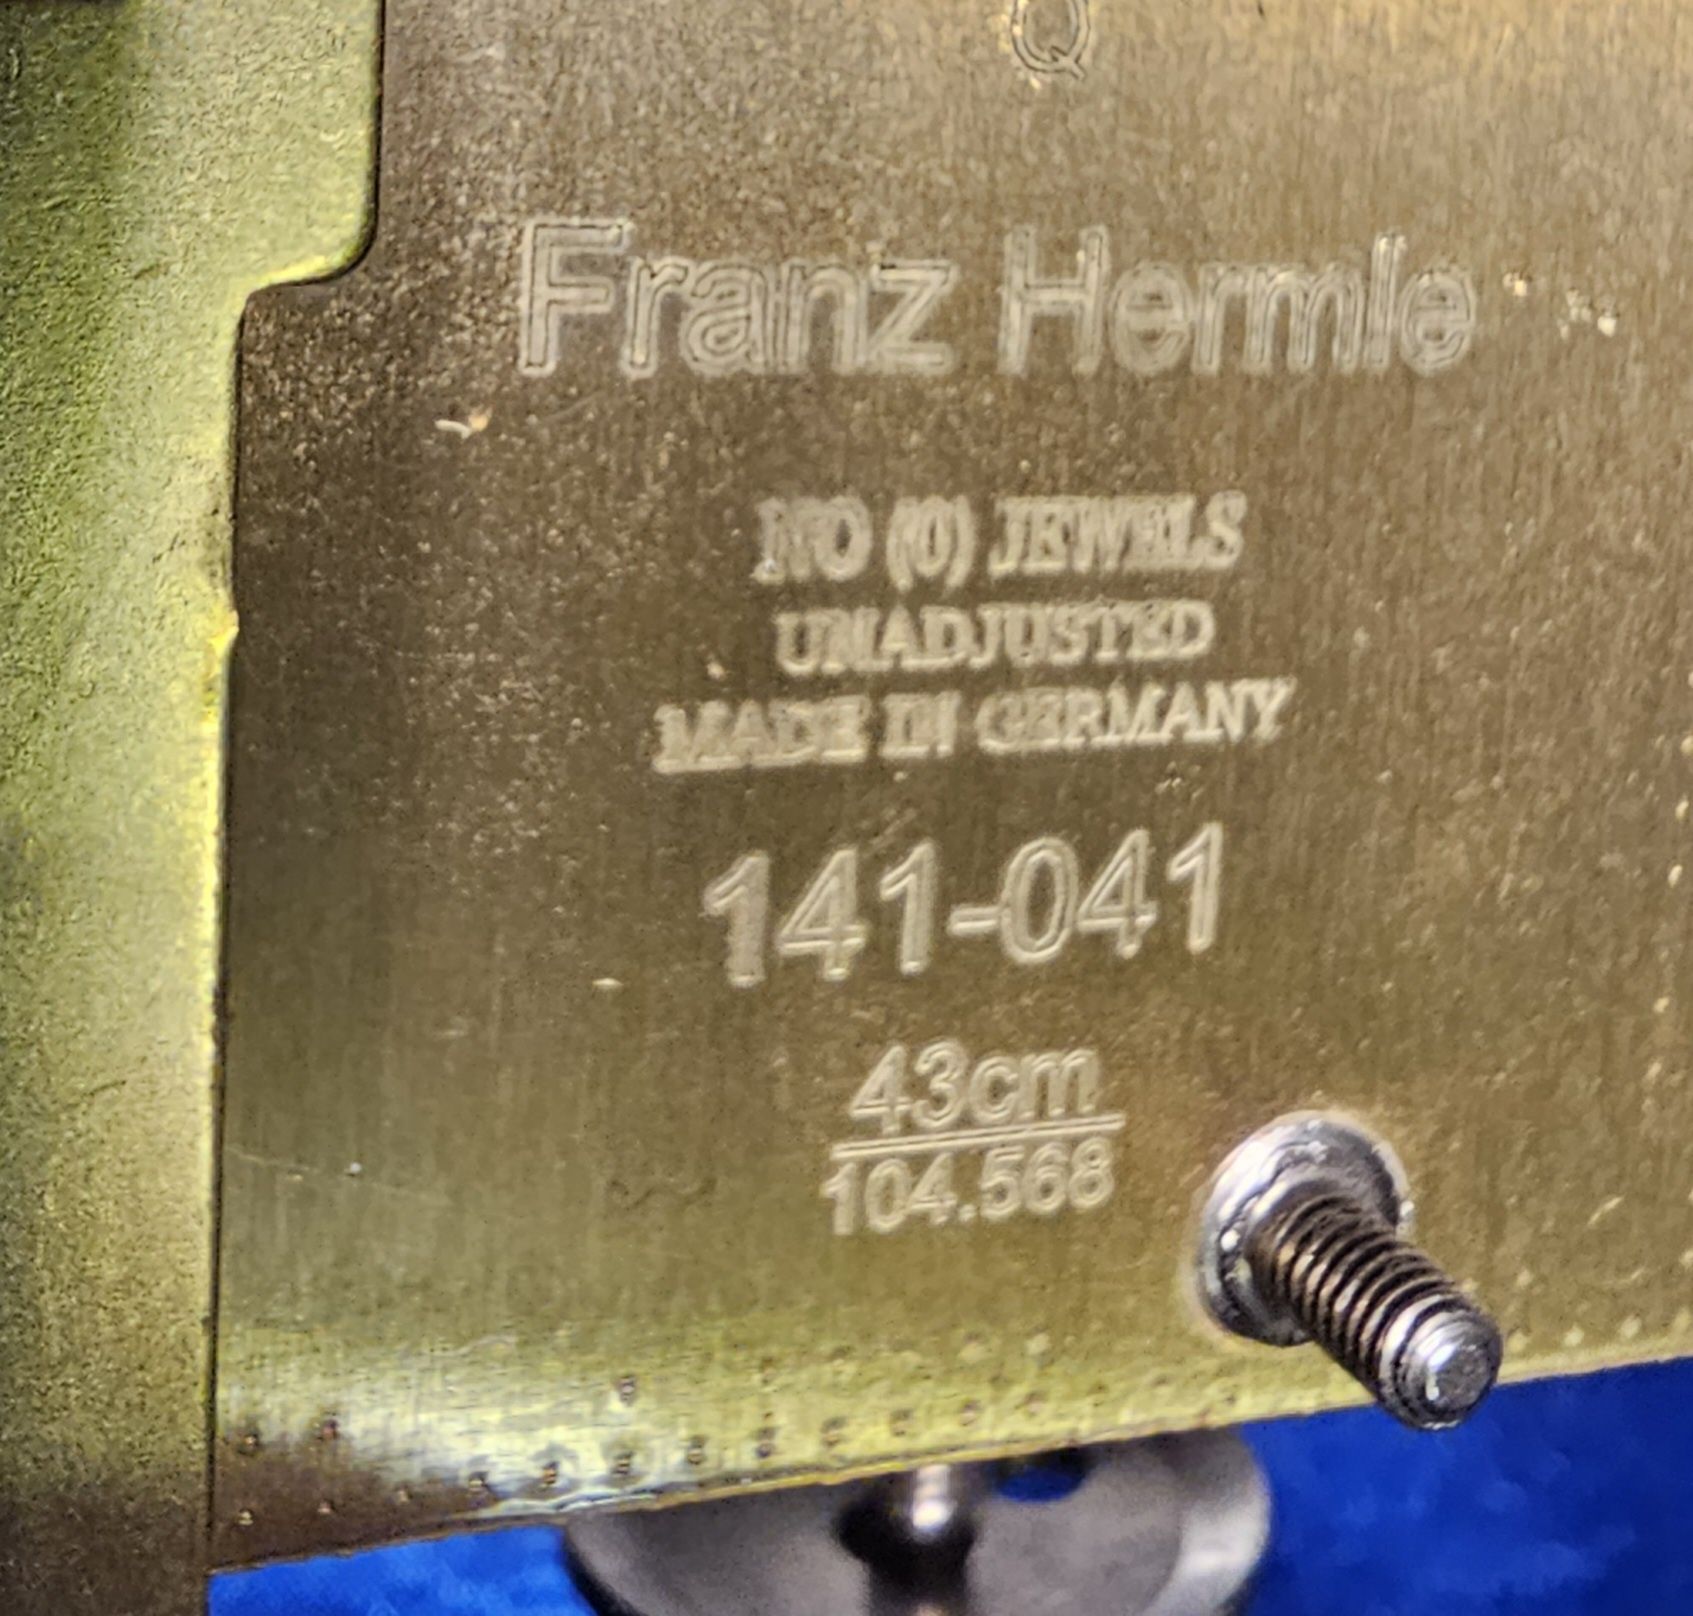 Q
Franz Hermle
NO (0) JEWELS
UNADJUSTED
MADE IN GERMANY
141-041
43cm
104.568